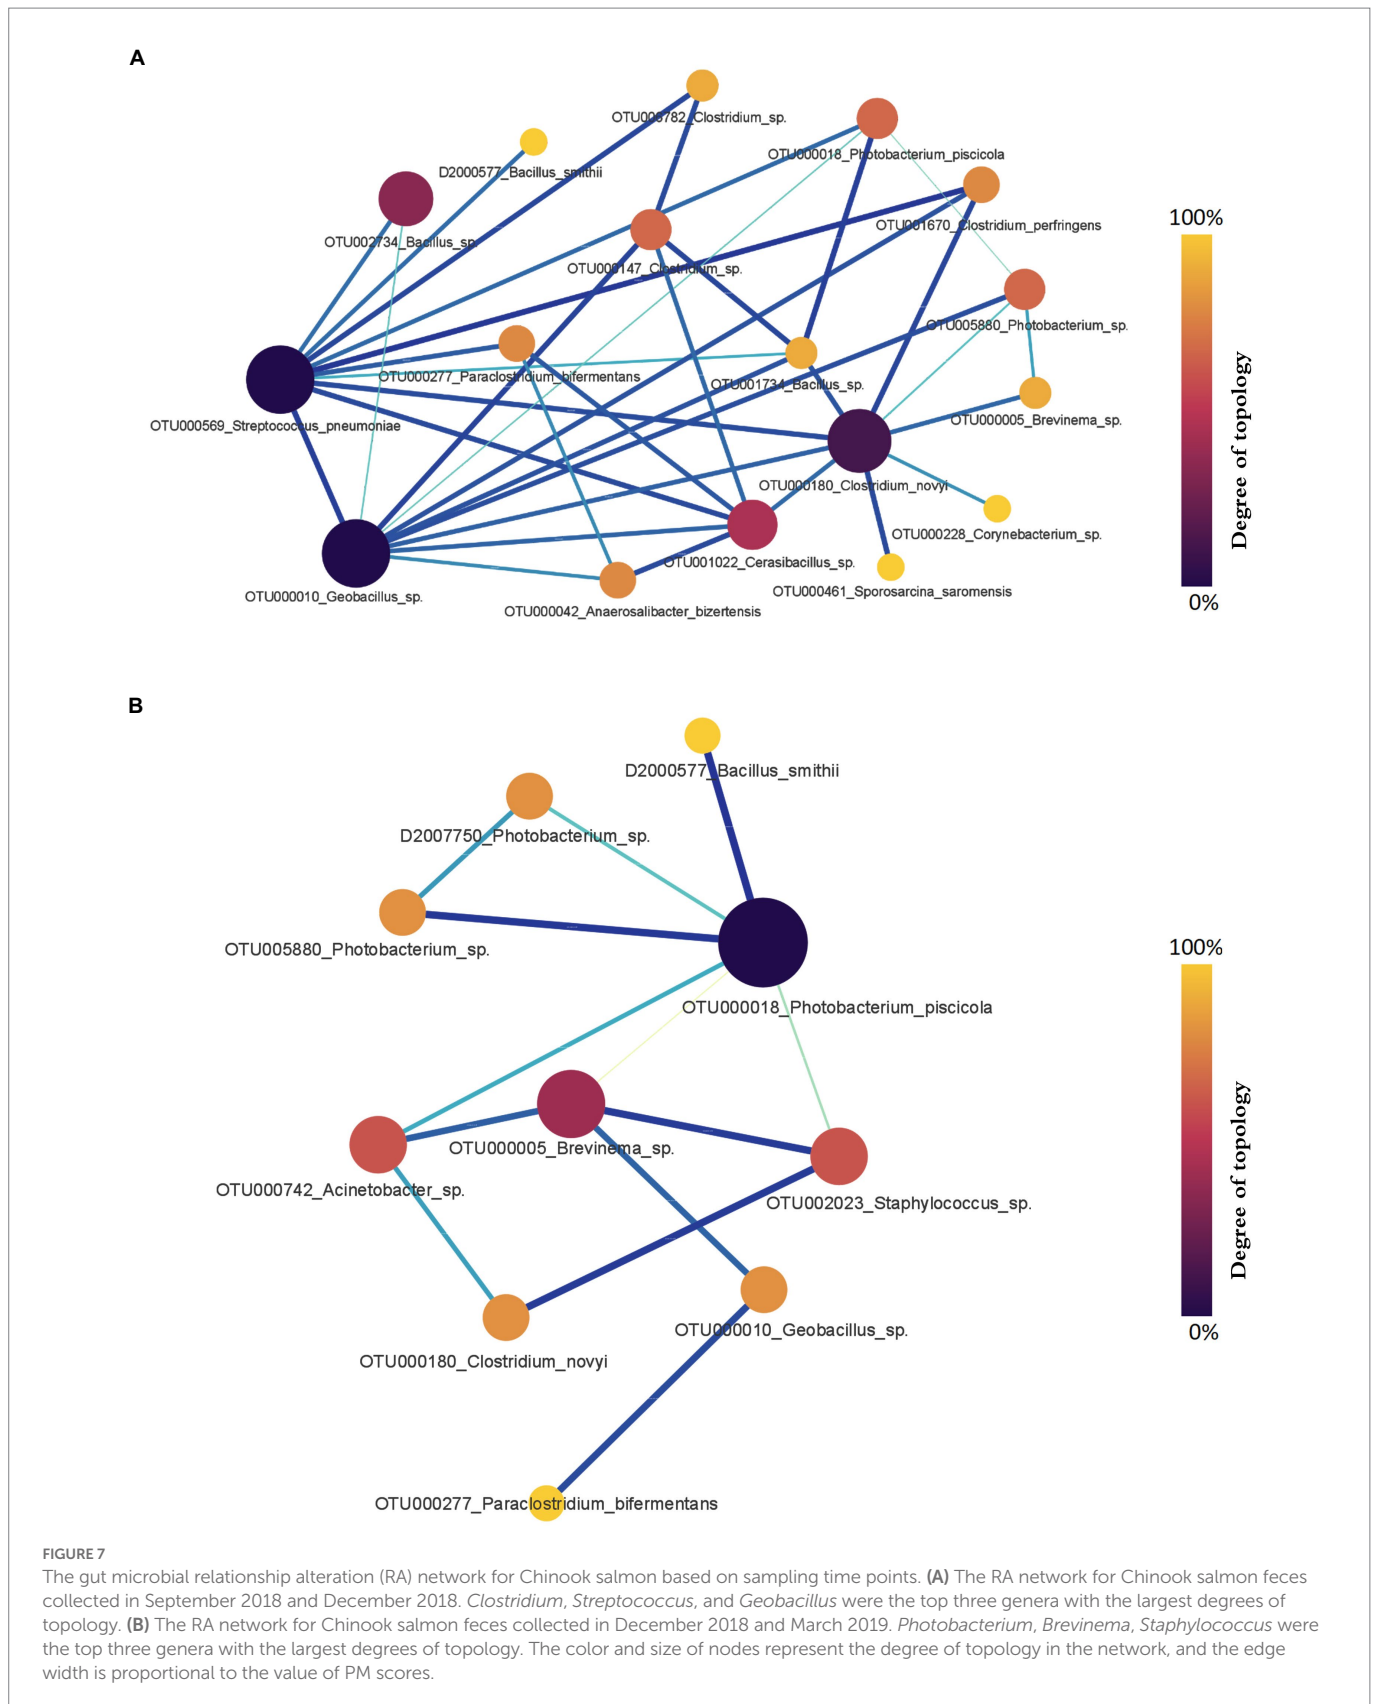 A
OTU006782_Clostridium_sp.
OTU000018_Photobacterium_piscicola
D2000577_Bacillus_smithii
OTU001670_Clostridium_perfringens
OTU002734_Bacillus_sp.
OTU000147_Clostridium_sp.
OTU005880_Photobacterium_sp.
OTU000277_Paraclostridium_bifermentans
OTU001734_Bacillus_sp.
OTU000569_Streptococcus_pneumoniae
OTU000005_Brevinema_sp.
OTU000180_Clostridium_novyi
OTU000228_Corynebacterium_sp.
OTU001022_Cerasibacillus_sp.
OTU000461_Sporosarcina_saromensis
OTU000010_Geobacillus_sp.
OTU000042_Anaerosalibacter_bizertensis
100%
Degree of topology
0%
B
D2000577_Bacillus_smithii
D2007750_Photobacterium_sp.
OTU005880_Photobacterium_sp.
OTU000018_Photobacterium_piscicola
OTU000005_Brevinema_sp.
OTU000742_Acinetobacter_sp.
OTU002023_Staphylococcus_sp.
OTU000010_Geobacillus_sp.
OTU000180_Clostridium_novyi
OTU000277_Paraclostridium_bifermentans
100%
Degree of topology
0%
FIGURE 7
The gut microbial relationship alteration (RA) network for Chinook salmon based on sampling time points. (A) The RA network for Chinook salmon feces
collected in September 2018 and December 2018. Clostridium, Streptococcus, and Geobacillus were the top three genera with the largest degrees of
topology. (B) The RA network for Chinook salmon feces collected in December 2018 and March 2019. Photobacterium, Brevinema, Staphylococcus were
the top three genera with the largest degrees of topology. The color and size of nodes represent the degree of topology in the network, and the edge
width is proportional to the value of PM scores.